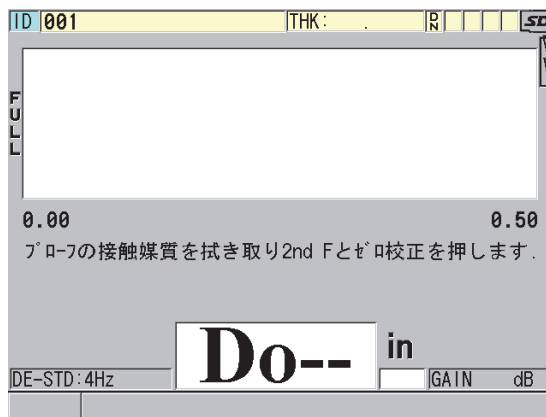 ID 001 THK: . DN SD
FULL
0.00 0.50
プローブの接触媒質を拭き取り2nd Fとゼロ校正を押します.
Do-- in
DE-STD:4Hz GAIN dB